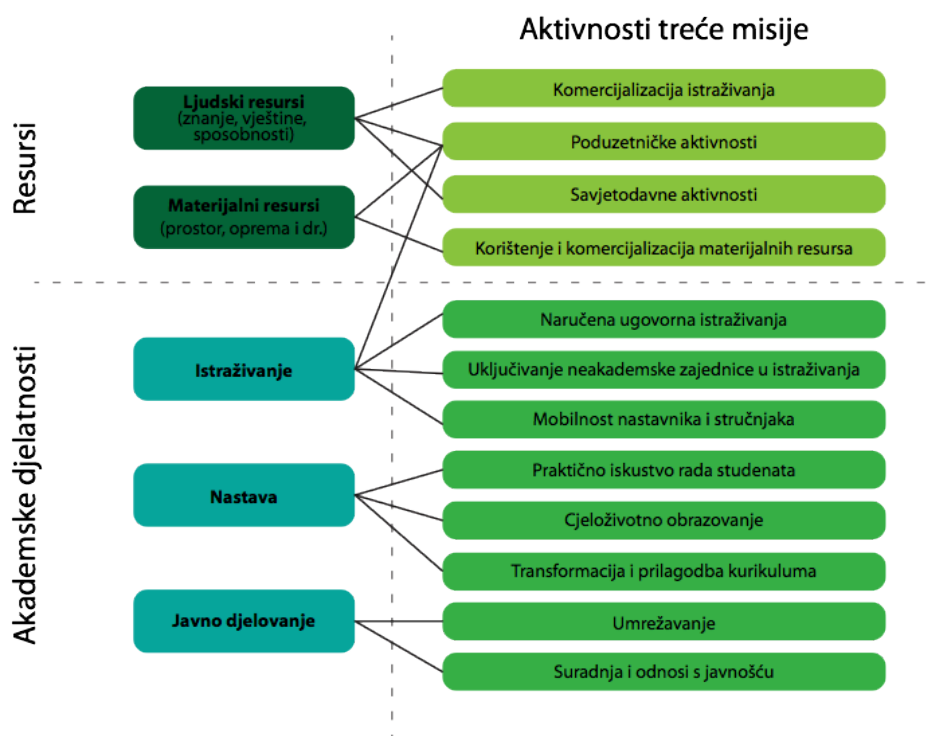 Aktivnosti treće misije
Resursi
Ljudski resursi
(znanje, vještine,
sposobnosti)
Materijalni resursi
(prostor, oprema i dr.)
Komercijalizacija istraživanja
Poduzetničke aktivnosti
Savjetodavne aktivnosti
Korištenje i komercijalizacija materijalnih resursa
Akademske djelatnosti
Istraživanje
Naručena ugovorna istraživanja
Uključivanje neakademske zajednice u istraživanja
Mobilnost nastavnika i stručnjaka
Nastava
Praktično iskustvo rada studenata
Cjeloživotno obrazovanje
Transformacija i prilagodba kurikuluma
Javno djelovanje
Umrežavanje
Suradnja i odnosi s javnošću